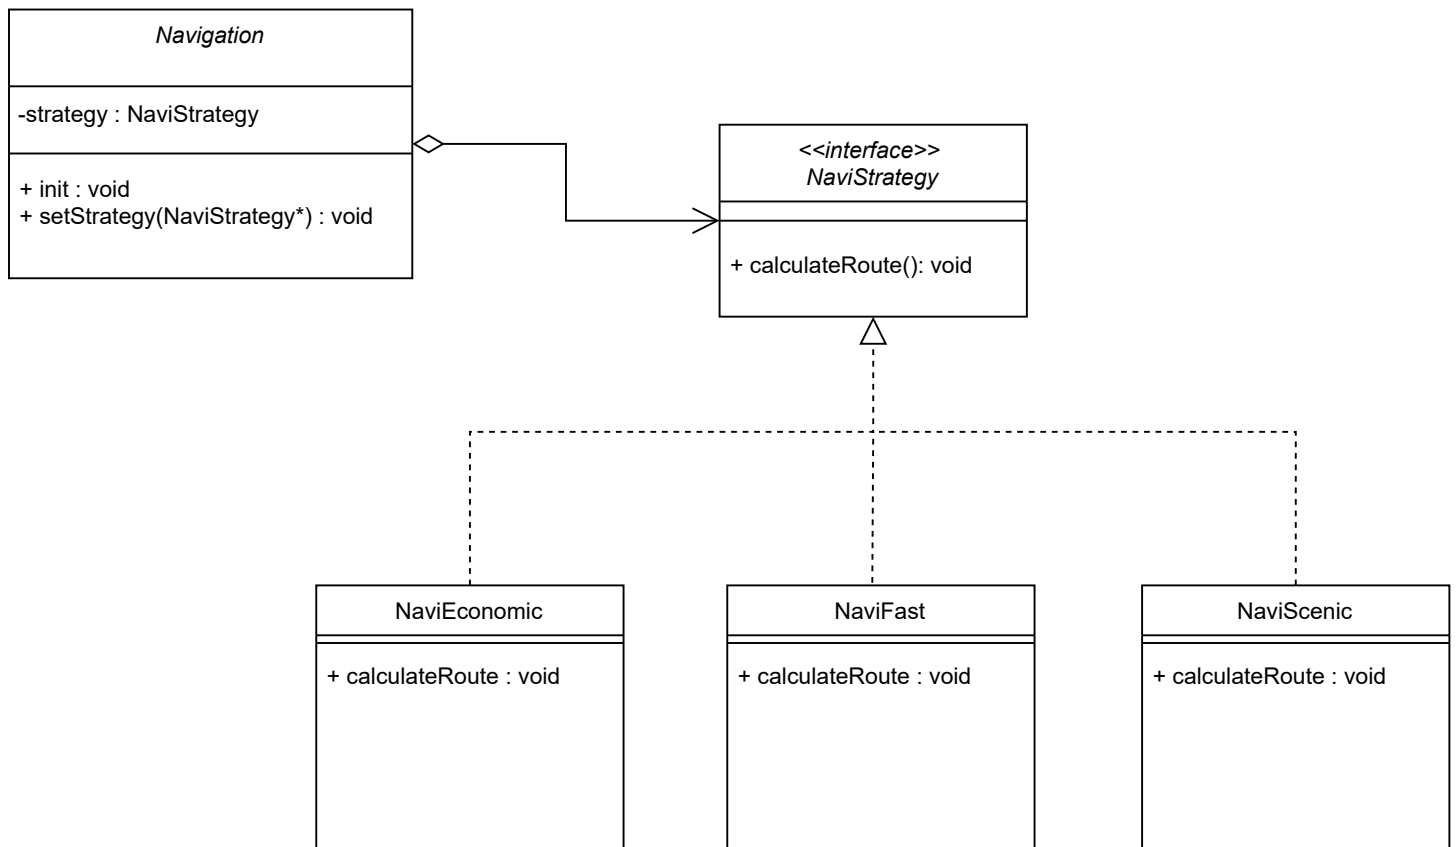 Navigation
-strategy : NaviStrategy
+ init : void
+ setStrategy(NaviStrategy*) : void
<<interface>>
NaviStrategy
+ calculateRoute(): void
NaviEconomic
+ calculateRoute : void
NaviFast
+ calculateRoute : void
NaviScenic
+ calculateRoute : void